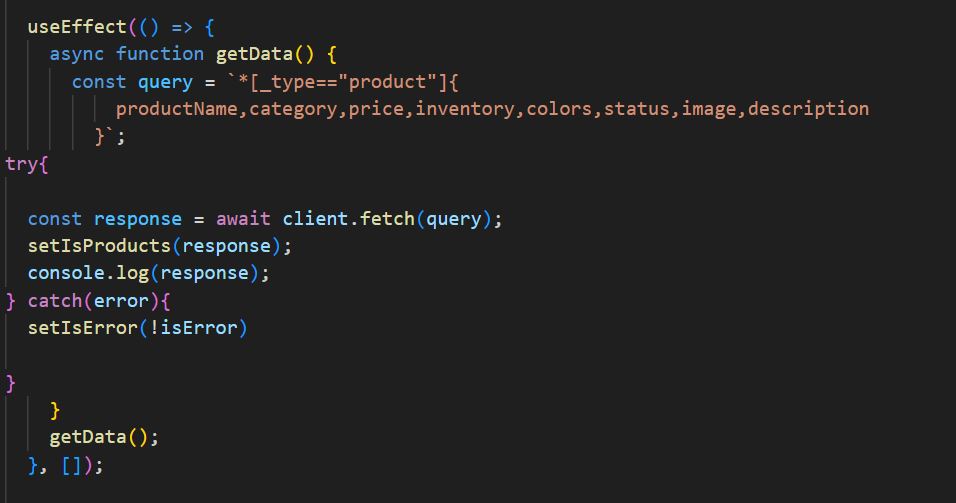 useEffect(() => {
async function getData() {
const query = `*[_type=="product"]{
productName,category,price,inventory,colors,status,image,description
}`;
try{
const response = await client.fetch(query);
setIsProducts(response);
console.log(response);
} catch(error){
setIsError(!isError)
}
}
getData();
}, []);